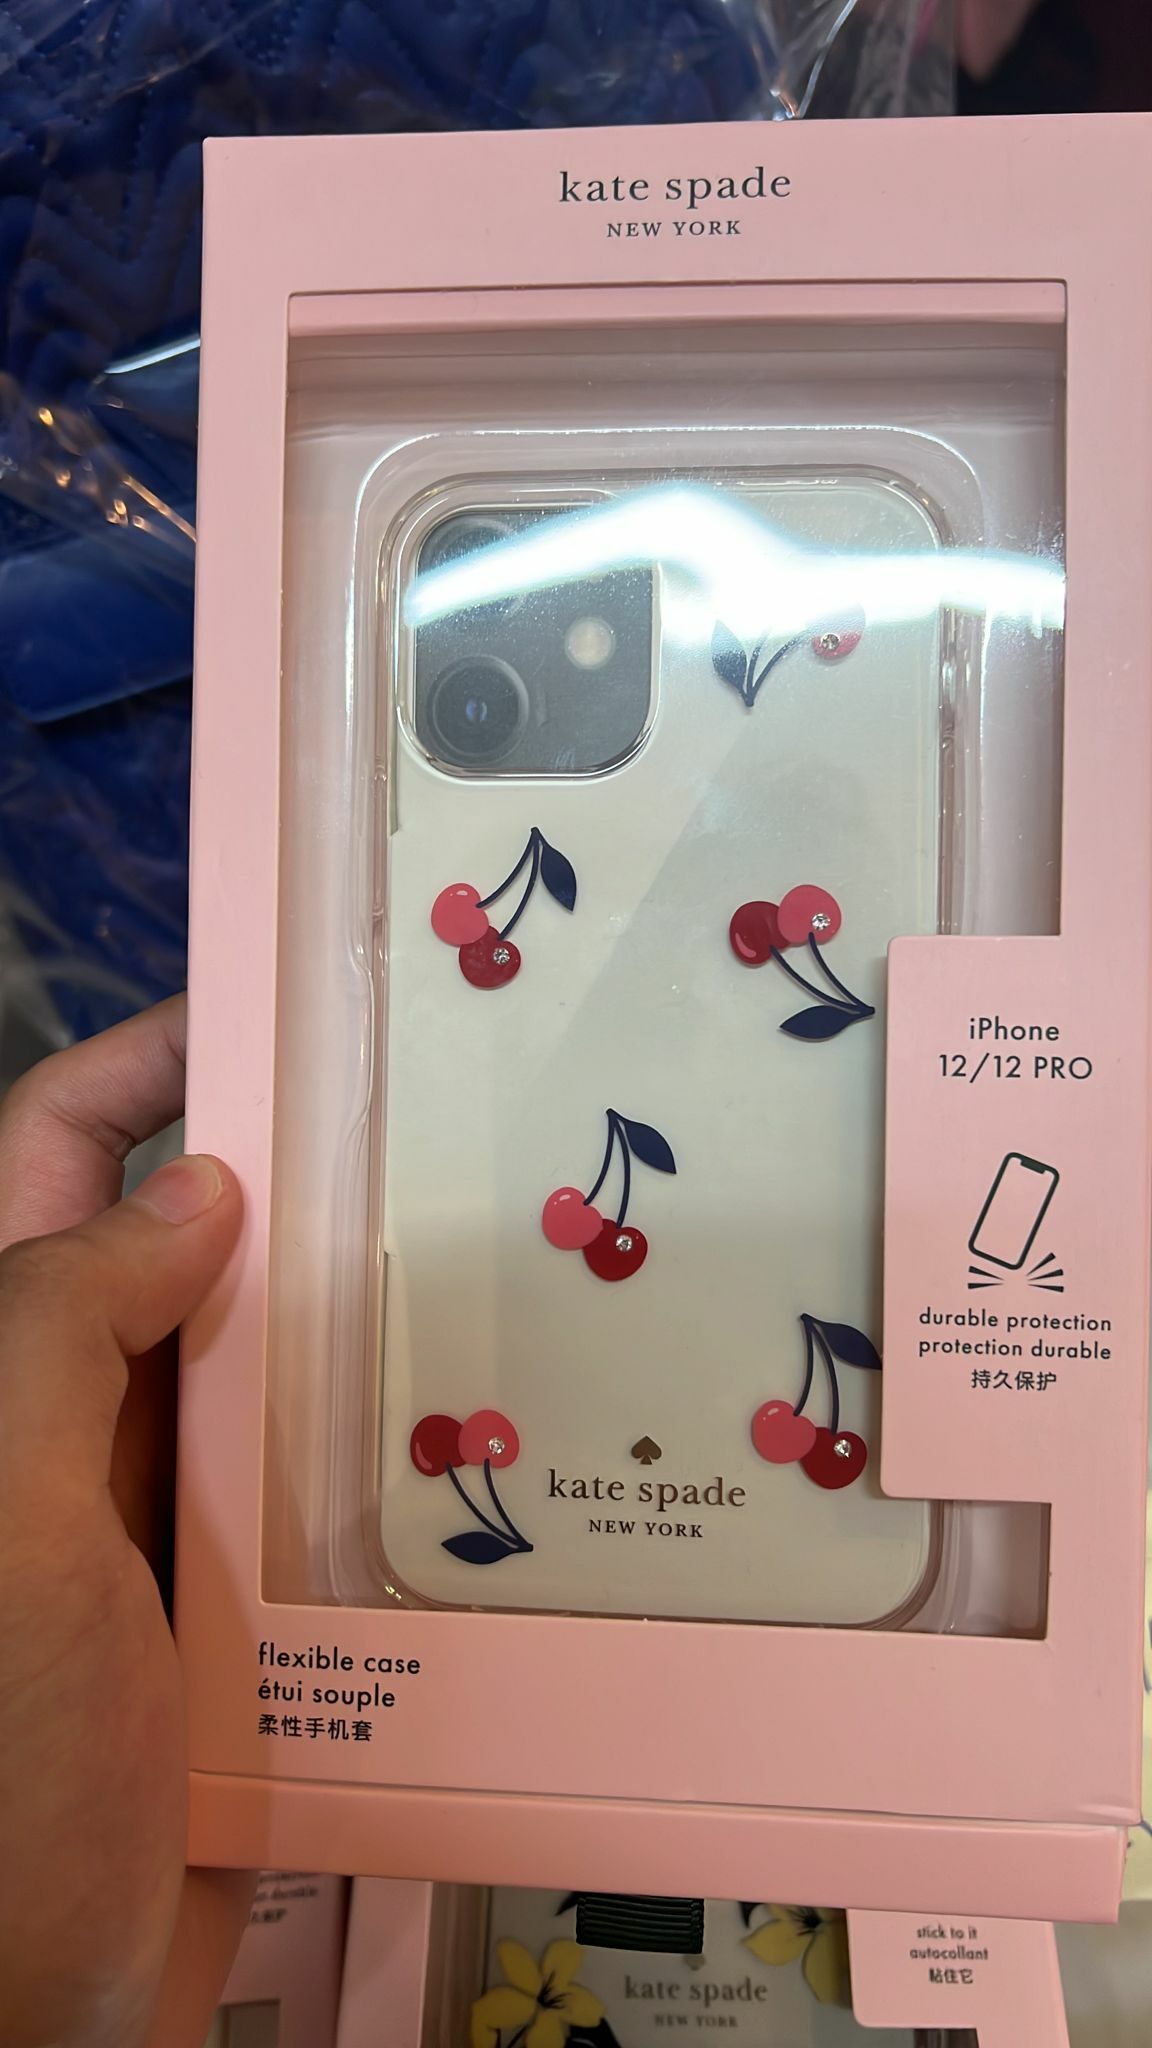 kate spade
NEW YORK
iPhone
12/12 PRO
durable protection
protection durable
持久保护
kate spade
NEW YORK
flexible case
étui souple
柔性手机套
stick to it
autocollant
粘住它
kate spade
NEW YORK